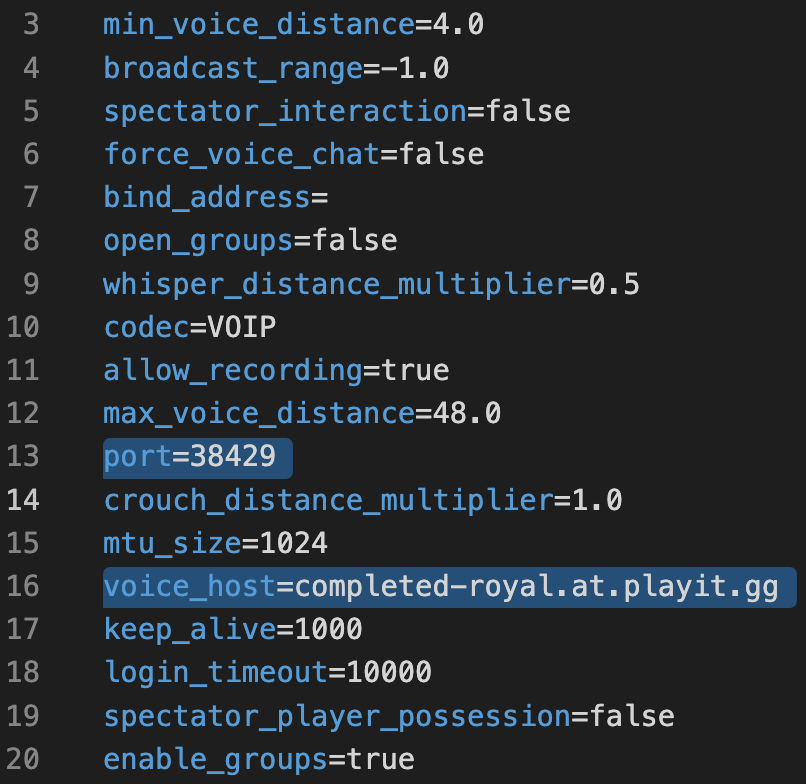 3 min_voice_distance=4.0
4 broadcast_range=-1.0
5 spectator_interaction=false
6 force_voice_chat=false
7 bind_address=
8 open_groups=false
9 whisper_distance_multiplier=0.5
10 codec=VOIP
11 allow_recording=true
12 max_voice_distance=48.0
13 port=38429
14 crouch_distance_multiplier=1.0
15 mtu_size=1024
16 voice_host=completed-royal.at.playit.gg
17 keep_alive=1000
18 login_timeout=10000
19 spectator_player_possession=false
20 enable_groups=true